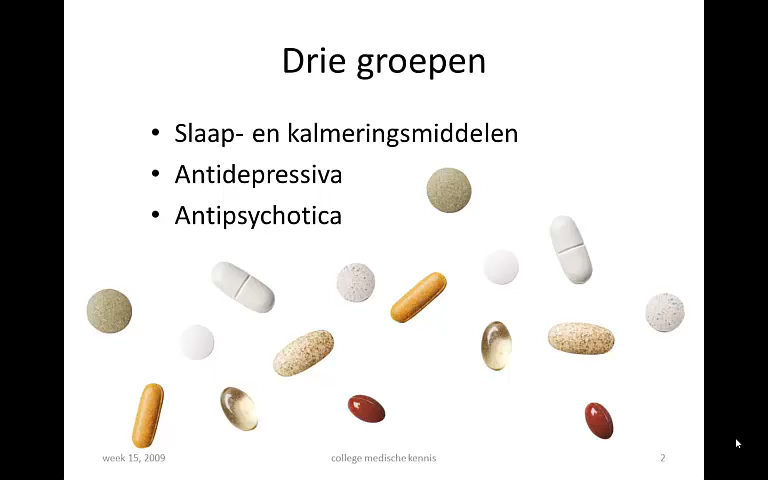 Drie groepen
• Slaap- en kalmeringsmiddelen
• Antidepressiva
• Antipsychotica
week 15, 2009 college medische kennis 2